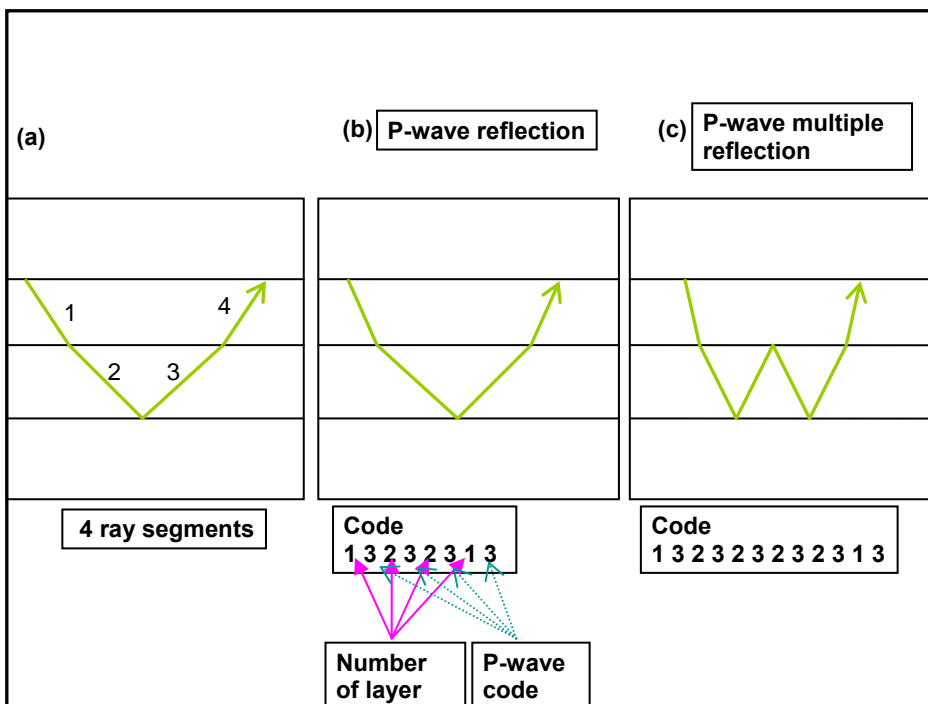 (a)
(b) P-wave reflection
(c) P-wave multiple
reflection
1
2
3
4
4 ray segments
Code
1 3 2 3 2 3 1 3
Number
of layer
P-wave
code
Code
1 3 2 3 2 3 2 3 2 3 1 3